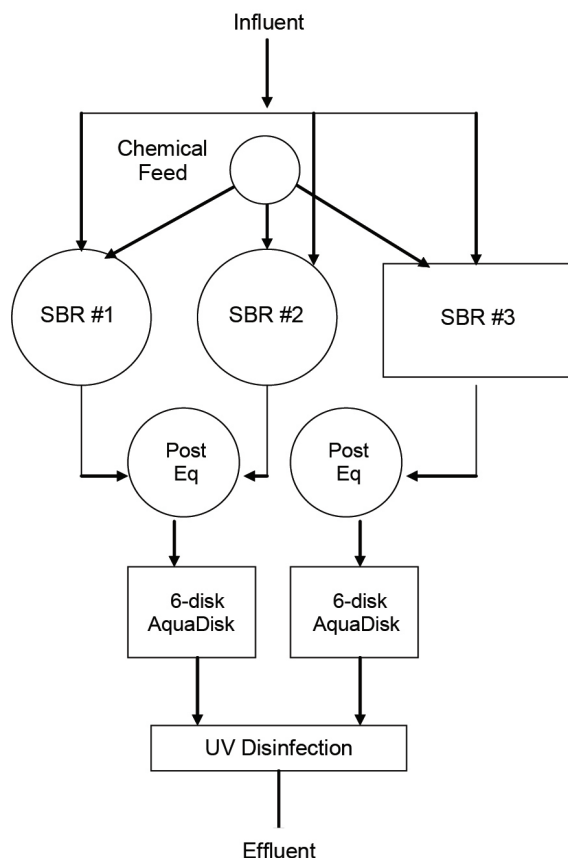 Influent
Chemical
Feed
SBR #1
SBR #2
SBR #3
Post
Eq
Post
Eq
6-disk
AquaDisk
6-disk
AquaDisk
UV Disinfection
Effluent